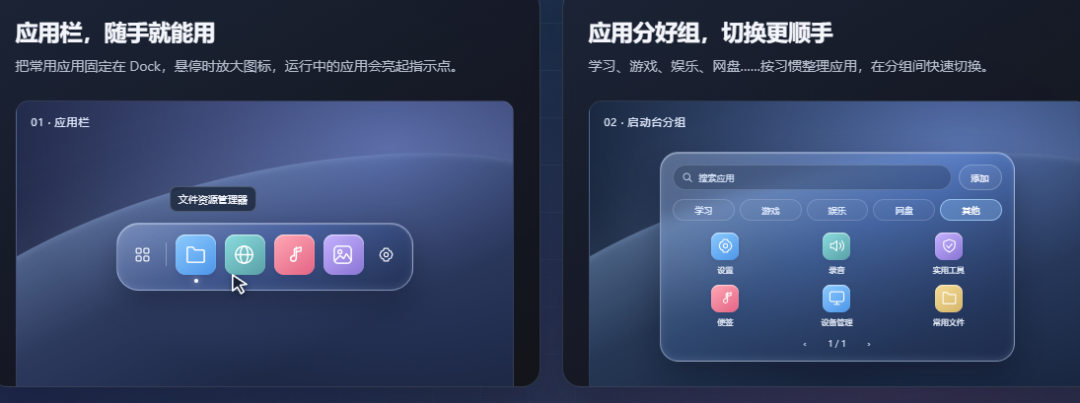 应用栏，随手就能用
把常用应用固定在 Dock，悬停时放大图标，运行中的应用会亮起指示点。
01 · 应用栏
文件资源管理器
应用分好组，切换更顺手
学习、游戏、娱乐、网盘……按习惯整理应用，在分组间快速切换。
02 · 启动台分组
搜索应用
添加
学习 游戏 娱乐 网盘 其他
设置 录音 实用工具
便签 设备管理 常用文件
‹ 1 / 1 ›